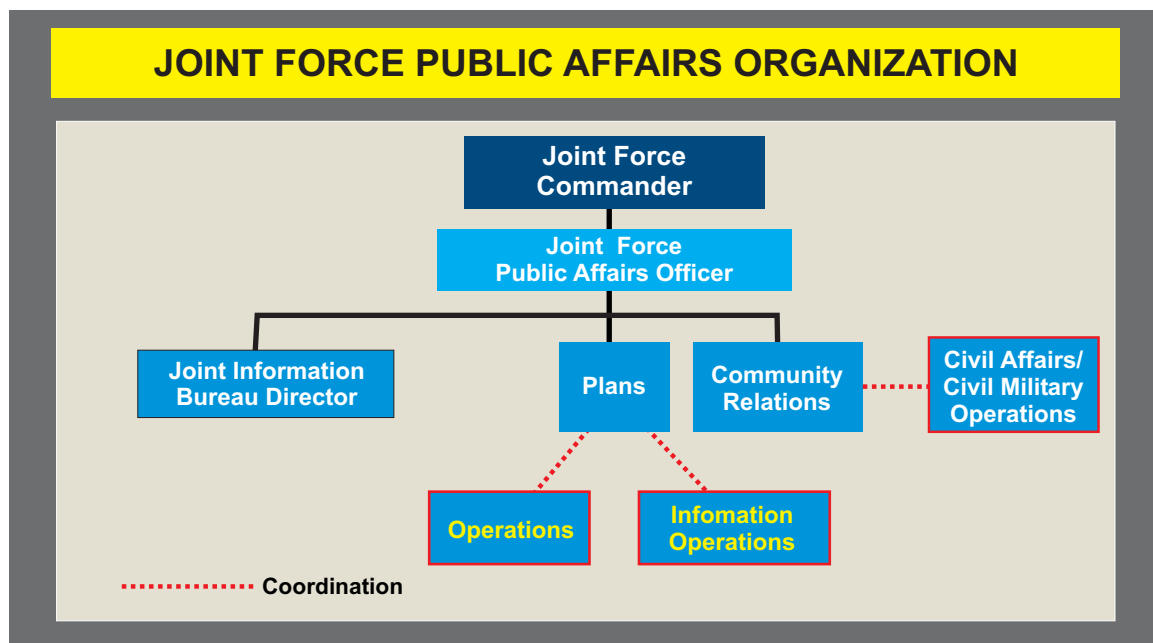 JOINT FORCE PUBLIC AFFAIRS ORGANIZATION
Joint Force
Commander
Joint Force
Public Affairs Officer
Joint Information
Bureau Director
Plans
Community
Relations
Civil Affairs/
Civil Military
Operations
Operations
Infomation
Operations
Coordination